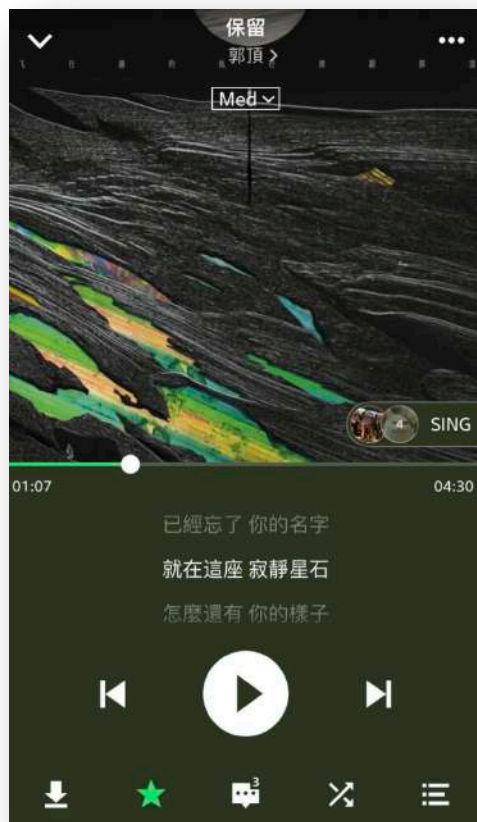 保留
郭頂
Med
4
SING
01:07
04:30
已經忘了 你的名字
就在這座 寂靜星石
怎麼還有 你的樣子
3